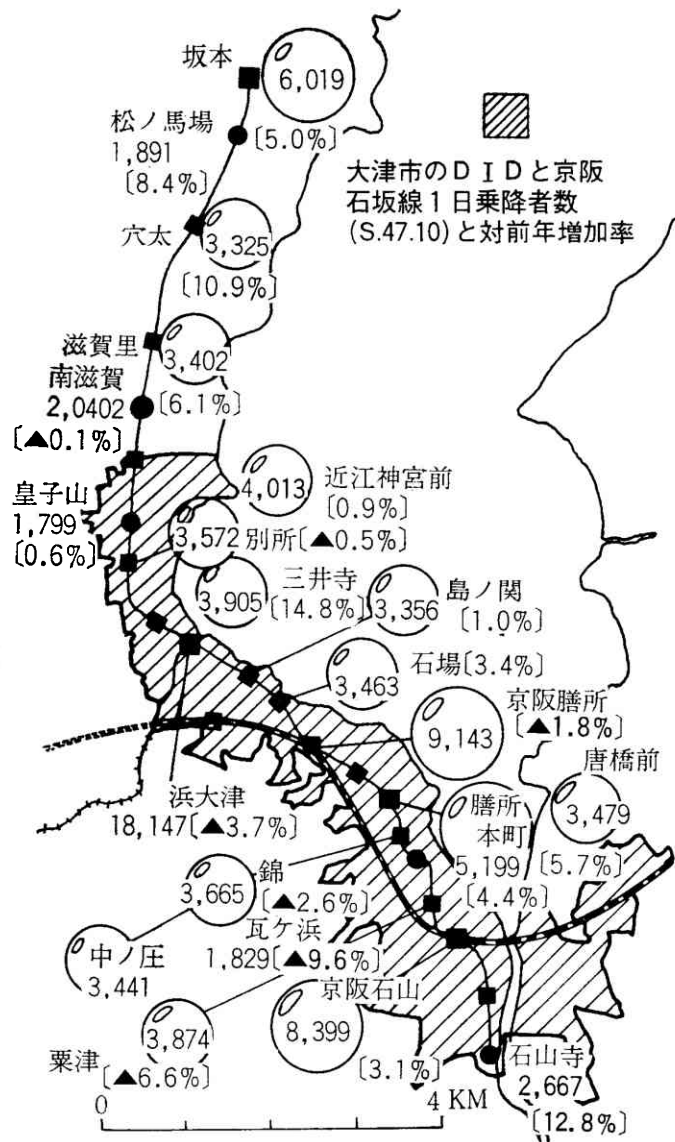 坂本
6,019
[5.0%]
松ノ馬場
1,891
[8.4%]
大津市のDIDと京阪
石坂線1日乗降者数
(S.47.10)と対前年増加率
穴太
3,325
[10.9%]
滋賀里
3,402
[6.1%]
南滋賀
2,0402
[▲0.1%]
4,013
近江神宮前
[0.9%]
皇子山
1,799
[0.6%]
3,572
別所[▲0.5%]
3,905
三井寺
[14.8%]
3,356
島ノ関
[1.0%]
3,463
石場[3.4%]
9,143
京阪膳所
[▲1.8%]
浜大津
18,147[▲3.7%]
膳所
本町
5,199
[4.4%]
唐橋前
3,479
[5.7%]
3,665
錦
[▲2.6%]
中ノ圧
3,441
瓦ケ浜
1,829[▲9.6%]
京阪石山
8,399
[3.1%]
粟津
3,874
[▲6.6%]
石山寺
2,667
[12.8%]
0
4 KM